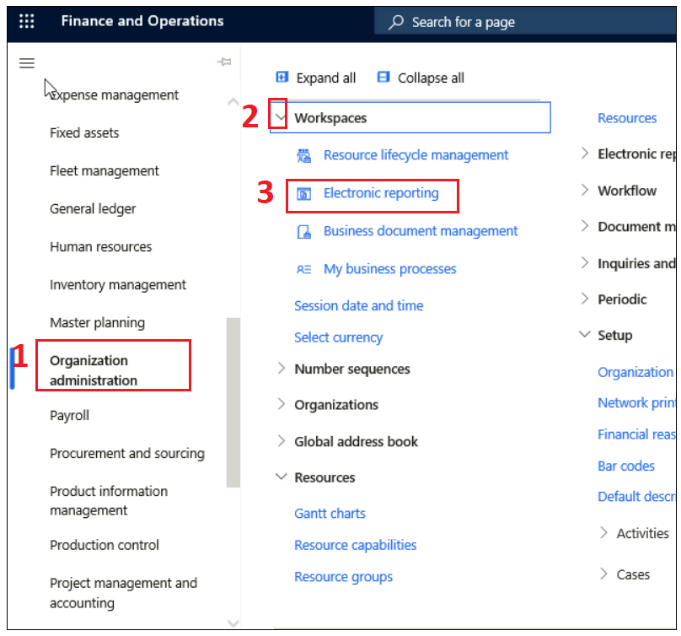 Finance and Operations
Search for a page
Expense management
Fixed assets
Fleet management
General ledger
Human resources
Inventory management
Master planning
1
Organization
administration
Payroll
Procurement and sourcing
Product information
management
Production control
Project management and
accounting
Expand all
Collapse all
2
Workspaces
Resource lifecycle management
3
Electronic reporting
Business document management
My business processes
Session date and time
Select currency
Number sequences
Organizations
Global address book
Resources
Gantt charts
Resource capabilities
Resource groups
Resources
Electronic rep
Workflow
Document m
Inquiries and
Periodic
Setup
Organization
Network prin
Financial reas
Bar codes
Default descr
Activities
Cases